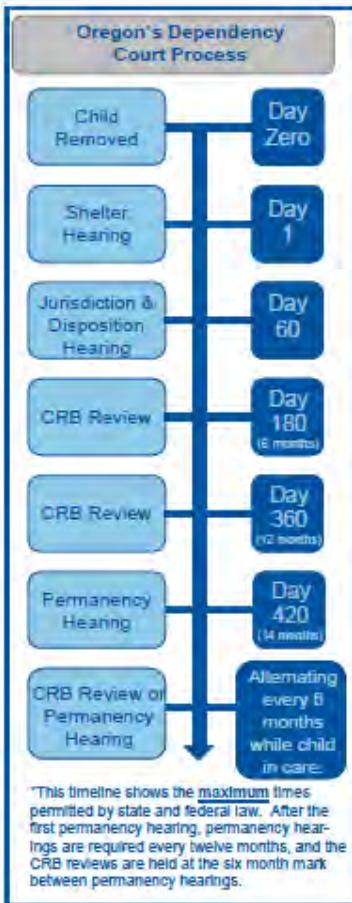 Oregon's Dependency
Court Process
Child
Removed
Day
Zero
Shelter
Hearing
Day
1
Jurisdiction &
Disposition
Hearing
Day
60
CRB Review
Day
180
(6 months)
CRB Review
Day
360
(12 months)
Permanency
Hearing
Day
420
(14 months)
CRB Review or
Permanency
Hearing
Alternating
every 6
months
while child
in care.
*This timeline shows the maximum times
permitted by state and federal law. After the
first permanency hearing, permanency hear-
ings are required every twelve months, and the
CRB reviews are held at the six month mark
between permanency hearings.